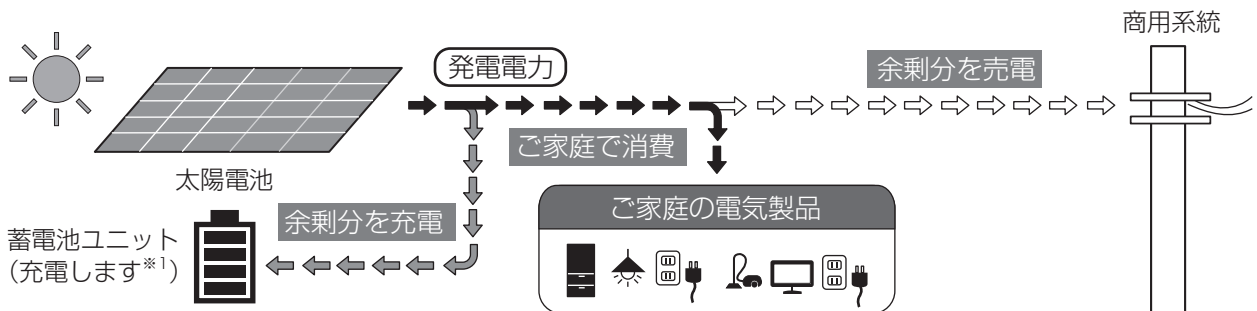 商用系統
発電電力
余剰分を売電
ご家庭で消費
太陽電池
ご家庭の電気製品
余剰分を充電
蓄電池ユニット
（充電します※1）